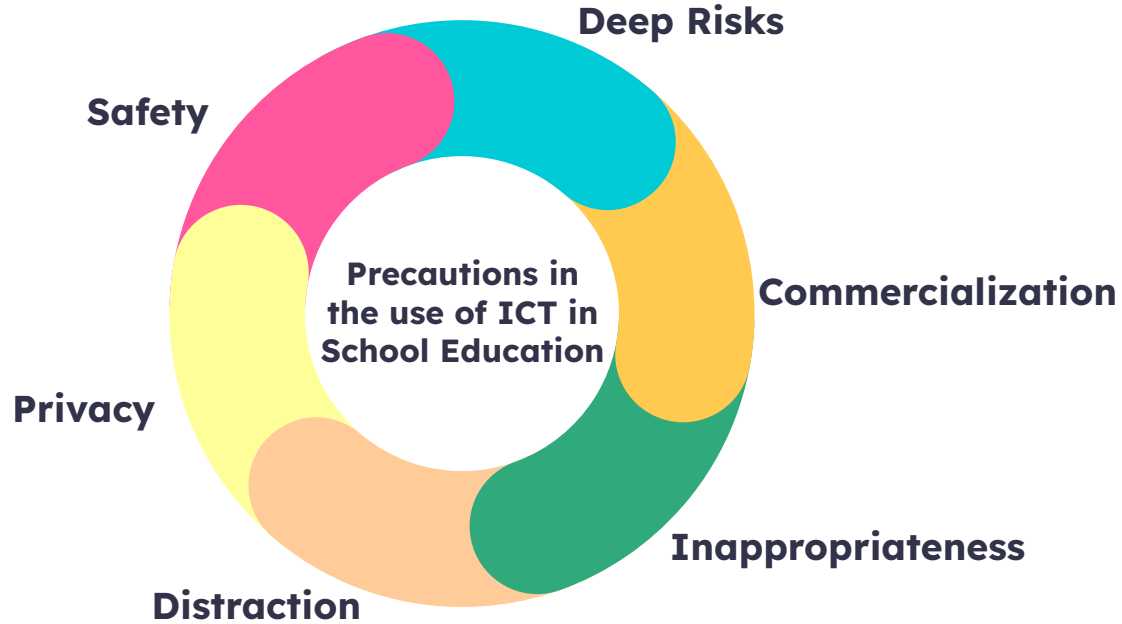 Deep Risks
Safety
Precautions in
the use of ICT in
School Education
Commercialization
Privacy
Inappropriateness
Distraction